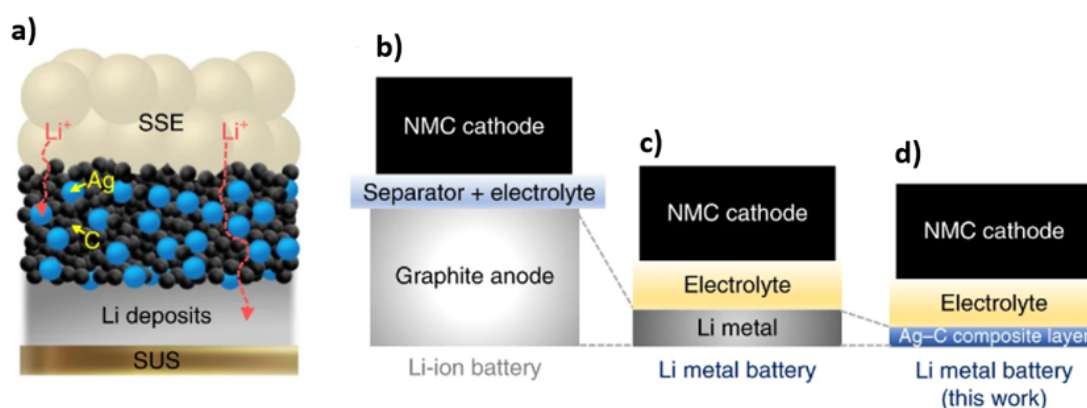 a)
SSE
Li+
Li+
Ag
C
Li deposits
SUS
b)
NMC cathode
Separator + electrolyte
Graphite anode
Li-ion battery
c)
NMC cathode
Electrolyte
Li metal
Li metal battery
d)
NMC cathode
Electrolyte
Ag–C composite layer
Li metal battery
(this work)